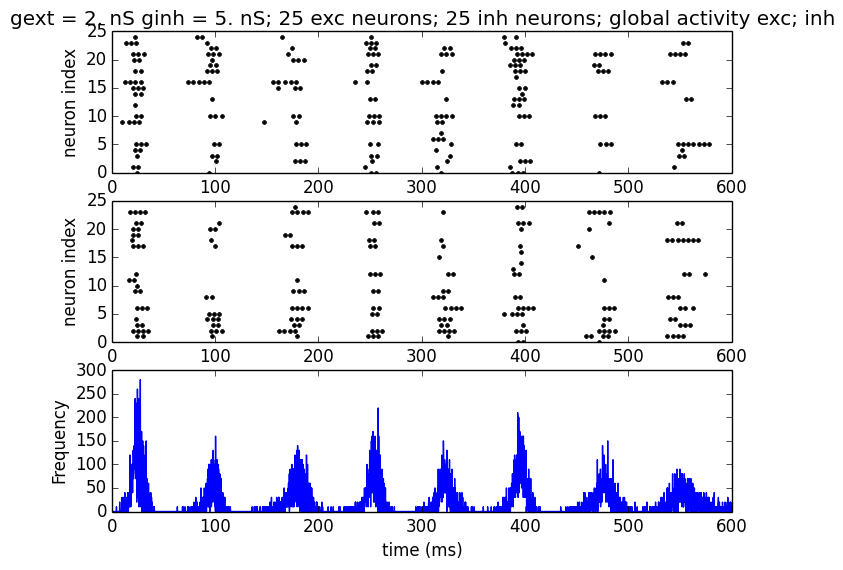 gext = 2. nS ginh = 5. nS; 25 exc neurons; 25 inh neurons; global activity exc; inh
25
20
15
10
5
0
neuron index
0 100 200 300 400 500 600
25
20
15
10
5
0
neuron index
0 100 200 300 400 500 600
300
250
200
150
100
50
0
Frequency
0 100 200 300 400 500 600
time (ms)